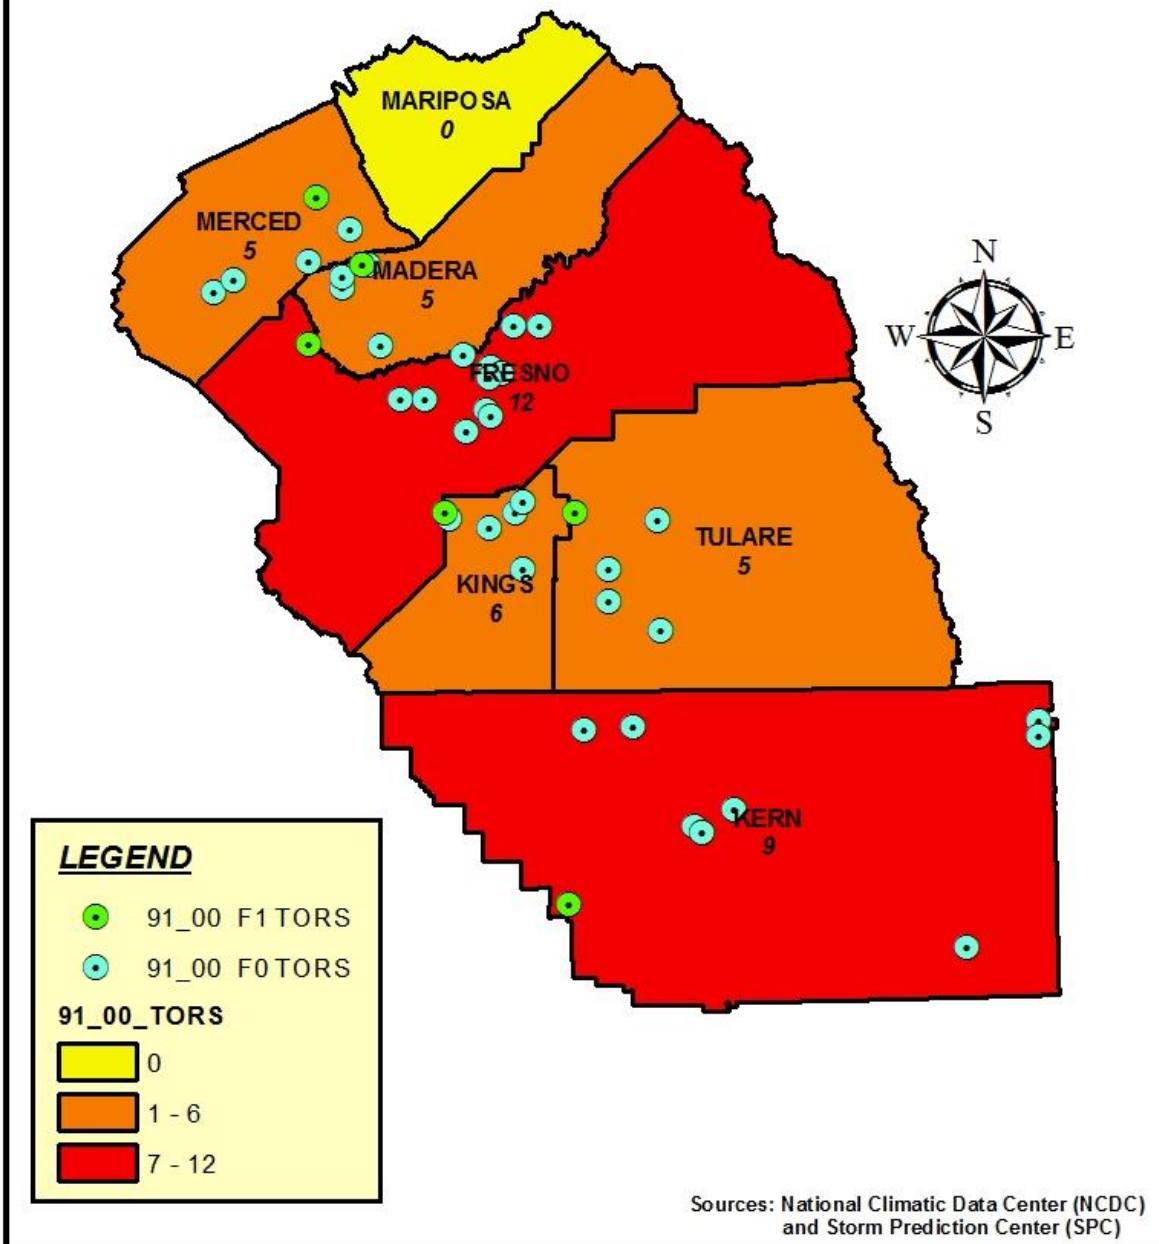 MARIPOSA
0
MERCED
5
MADERA
5
FRESNO
12
N
W
E
S
TULARE
5
KINGS
6
KERN
9
LEGEND
91_00 F1 TORS
91_00 F0 TORS
91_00_TORS
0
1 - 6
7 - 12
Sources: National Climatic Data Center (NCDC)
and Storm Prediction Center (SPC)